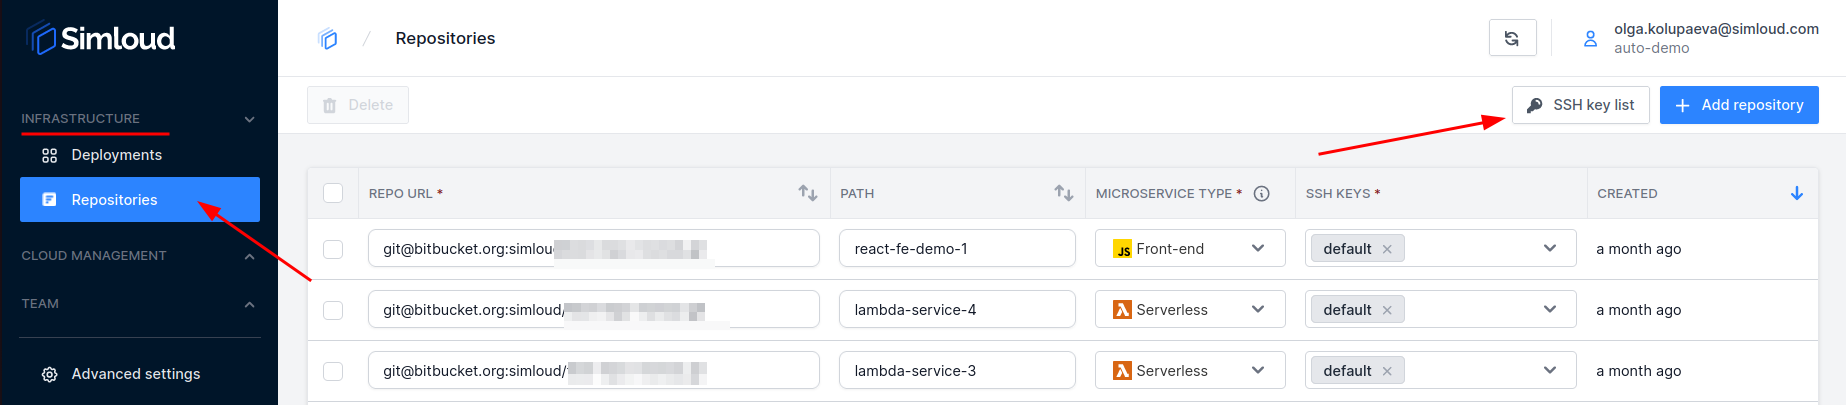 Simloud
Repositories
olga.kolupaeva@simloud.com
auto-demo
INFRASTRUCTURE
Deployments
Repositories
CLOUD MANAGEMENT
TEAM
Advanced settings
Delete
SSH key list
Add repository
REPO URL * PATH MICROSERVICE TYPE * SSH KEYS * CREATED
git@bitbucket.org:simlou react-fe-demo-1 JS Front-end default a month ago
git@bitbucket.org:simloud/ lambda-service-4 Serverless default a month ago
git@bitbucket.org:simloud/ lambda-service-3 Serverless default a month ago